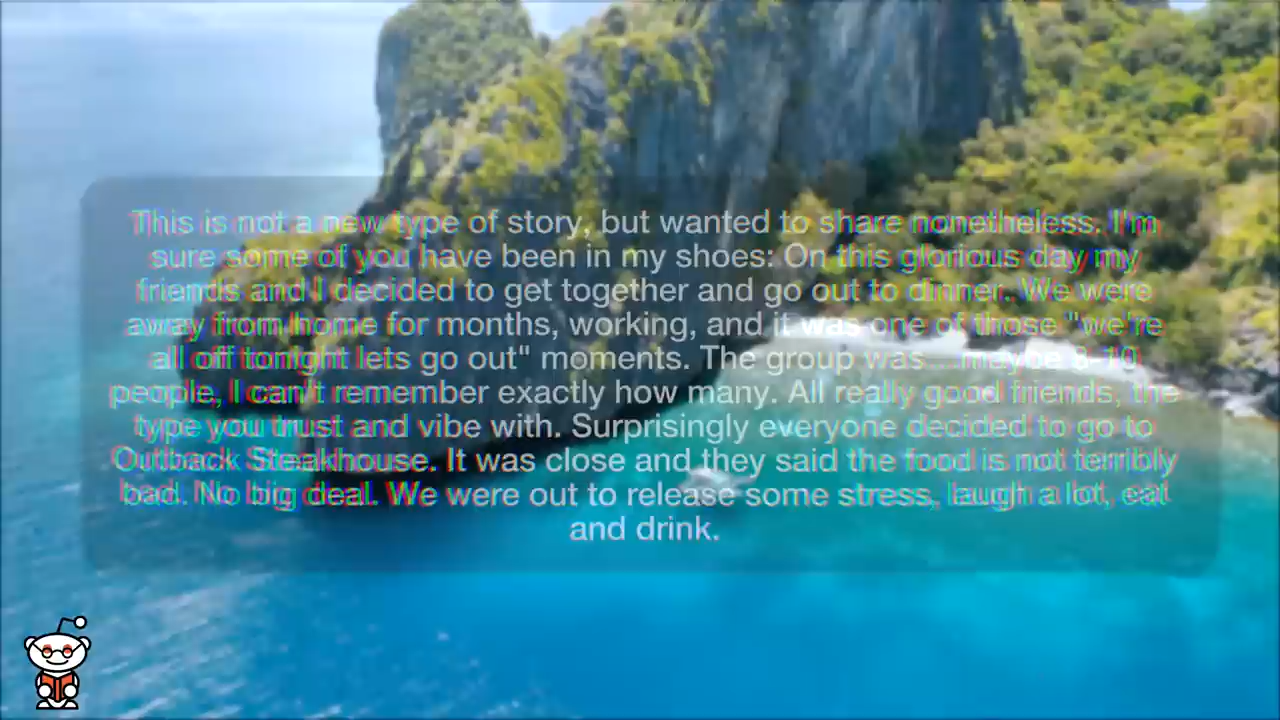 This is not a new type of story, but wanted to share nonetheless. I'm
sure some of you have been in my shoes: On this glorious day my
friends and I decided to get together and go out to dinner. We were
away from home for months, working, and it was one of those "we're
all off tonight lets go out" moments. The group was maybe 8-10
people, I can't remember exactly how many. All really good friends, the
type you trust and vibe with. Surprisingly everyone decided to go to
Outback Steakhouse. It was close and they said the food is not terribly
bad. No big deal. We were out to release some stress, laugh a lot, eat
and drink.